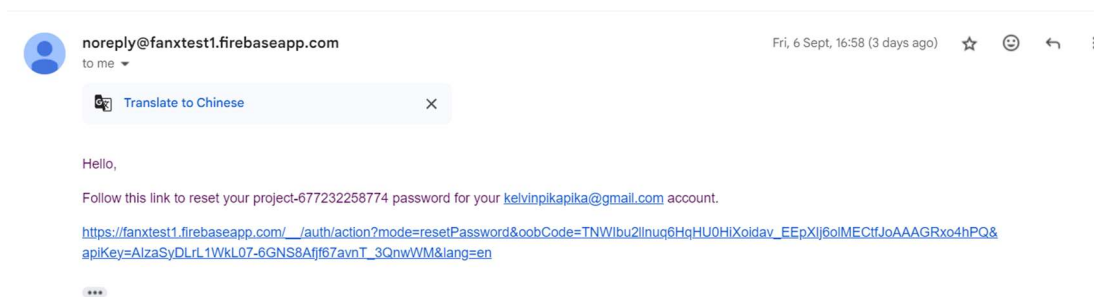 noreply@fanxtest1.firebaseapp.com
Fri, 6 Sept, 16:58 (3 days ago)
to me
Translate to Chinese
Hello,
Follow this link to reset your project-677232258774 password for your kelvinpikapika@gmail.com account.
https://fanxtest1.firebaseapp.com/__/auth/action?mode=resetPassword&oobCode=TNWIbu2lInuq6HqHU0HiXoidav_EEpXlj6olMECtfJoAAAGRxo4hPQ&
apiKey=AIzaSyDLrL1WkL07-6GNS8Afjf67avnT_3QnwWM&lang=en